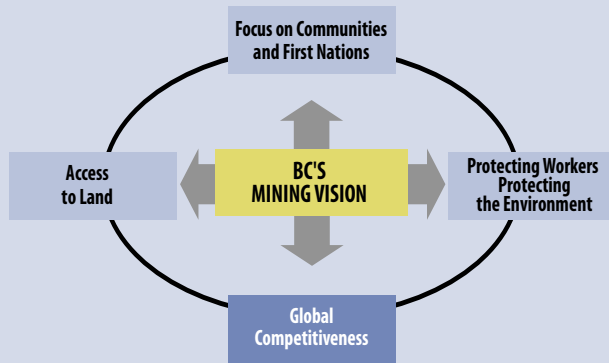 Focus on Communities
and First Nations
Access
to Land
BC'S
MINING VISION
Protecting Workers
Protecting
the Environment
Global
Competitiveness